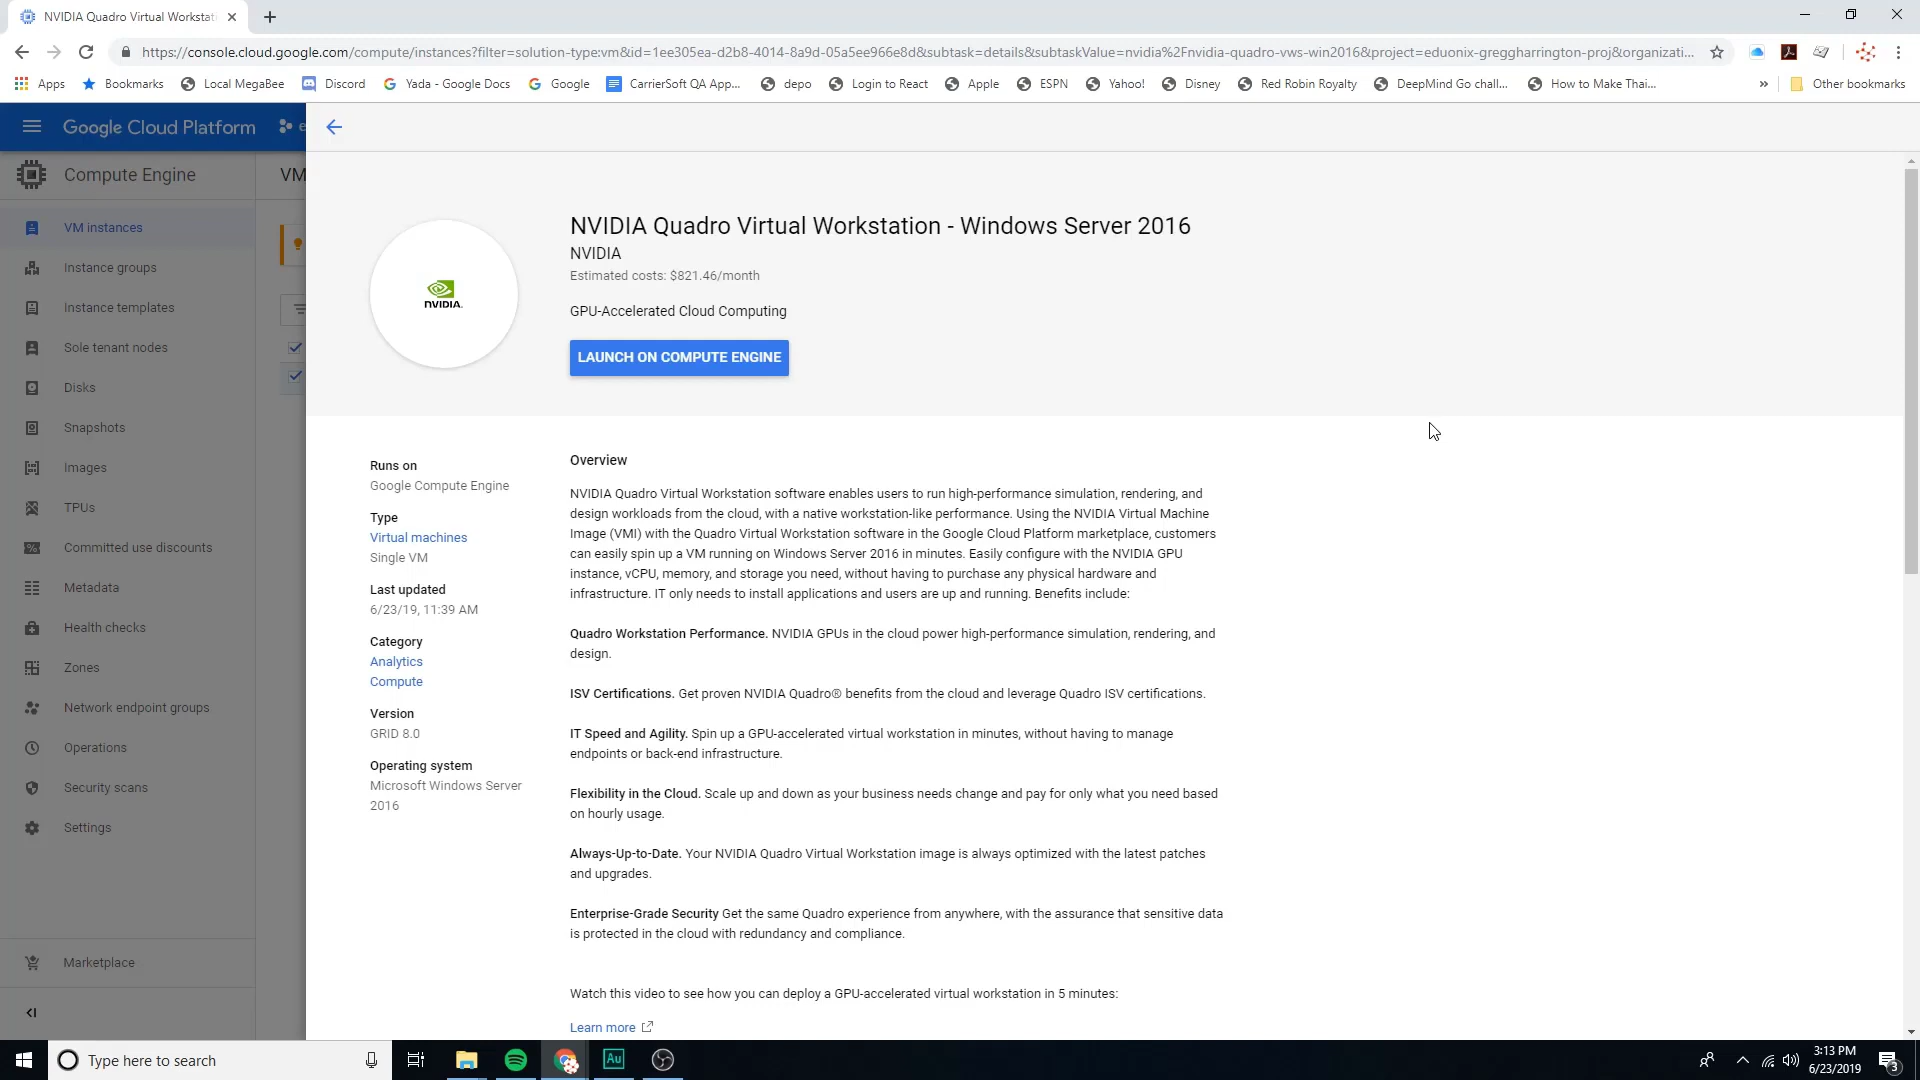 NVIDIA Quadro Virtual Workstat
https://console.cloud.google.com/compute/instances?filter=solution-type:vm&id=1ee305ea-d2b8-4014-8a9d-05a5ee966e8d&subtask=details&subtaskValue=nvidia%2Fnvidia-quadro-vws-win2016&project=eduonix-greggharrington-proj&organizati...
Apps Bookmarks Local MegaBee Discord Yada - Google Docs Google CarrierSoft QA App... depo Login to React Apple ESPN Yahoo! Disney Red Robin Royalty DeepMind Go chall... How to Make Thai... » Other bookmarks
Google Cloud Platform e
Compute Engine
VM
VM instances
Instance groups
Instance templates
Sole tenant nodes
Disks
Snapshots
Images
TPUs
Committed use discounts
Metadata
Health checks
Zones
Network endpoint groups
Operations
Security scans
Settings
Marketplace
NVIDIA.
NVIDIA Quadro Virtual Workstation - Windows Server 2016
NVIDIA
Estimated costs: $821.46/month
GPU-Accelerated Cloud Computing
LAUNCH ON COMPUTE ENGINE
Runs on
Google Compute Engine
Type
Virtual machines
Single VM
Last updated
6/23/19, 11:39 AM
Category
Analytics
Compute
Version
GRID 8.0
Operating system
Microsoft Windows Server
2016
Overview
NVIDIA Quadro Virtual Workstation software enables users to run high-performance simulation, rendering, and
design workloads from the cloud, with a native workstation-like performance. Using the NVIDIA Virtual Machine
Image (VMI) with the Quadro Virtual Workstation software in the Google Cloud Platform marketplace, customers
can easily spin up a VM running on Windows Server 2016 in minutes. Easily configure with the NVIDIA GPU
instance, vCPU, memory, and storage you need, without having to purchase any physical hardware and
infrastructure. IT only needs to install applications and users are up and running. Benefits include:
Quadro Workstation Performance. NVIDIA GPUs in the cloud power high-performance simulation, rendering, and
design.
ISV Certifications. Get proven NVIDIA Quadro® benefits from the cloud and leverage Quadro ISV certifications.
IT Speed and Agility. Spin up a GPU-accelerated virtual workstation in minutes, without having to manage
endpoints or back-end infrastructure.
Flexibility in the Cloud. Scale up and down as your business needs change and pay for only what you need based
on hourly usage.
Always-Up-to-Date. Your NVIDIA Quadro Virtual Workstation image is always optimized with the latest patches
and upgrades.
Enterprise-Grade Security Get the same Quadro experience from anywhere, with the assurance that sensitive data
is protected in the cloud with redundancy and compliance.
Watch this video to see how you can deploy a GPU-accelerated virtual workstation in 5 minutes:
Learn more
Type here to search
Au
3:13 PM
6/23/2019
3